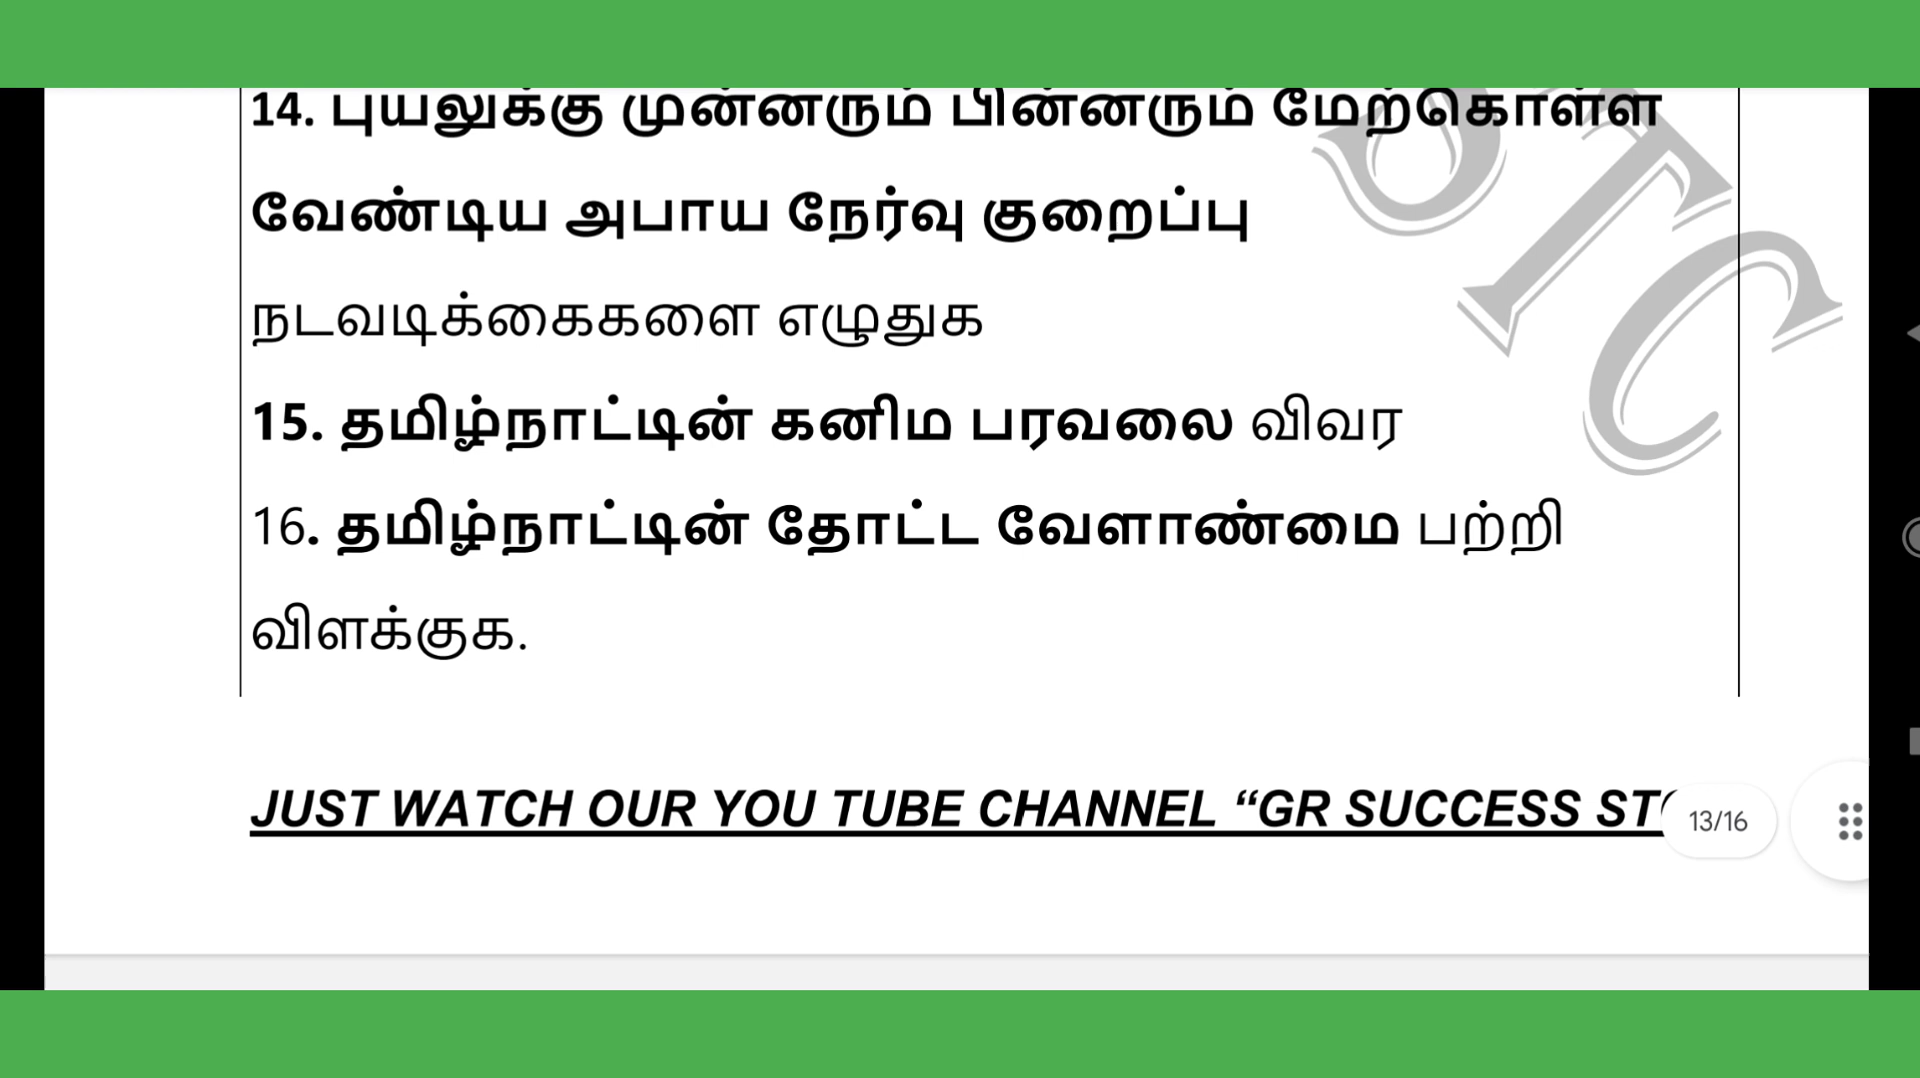 14. புயலுக்கு முன்னரும் பின்னரும் மேற்கொள்ள
வேண்டிய அபாய நேர்வு குறைப்பு
நடவடிக்கைகளை எழுதுக
15. தமிழ்நாட்டின் கனிம பரவலை விவர
16. தமிழ்நாட்டின் தோட்ட வேளாண்மை பற்றி
விளக்குக.
JUST WATCH OUR YOU TUBE CHANNEL “GR SUCCESS
13/16